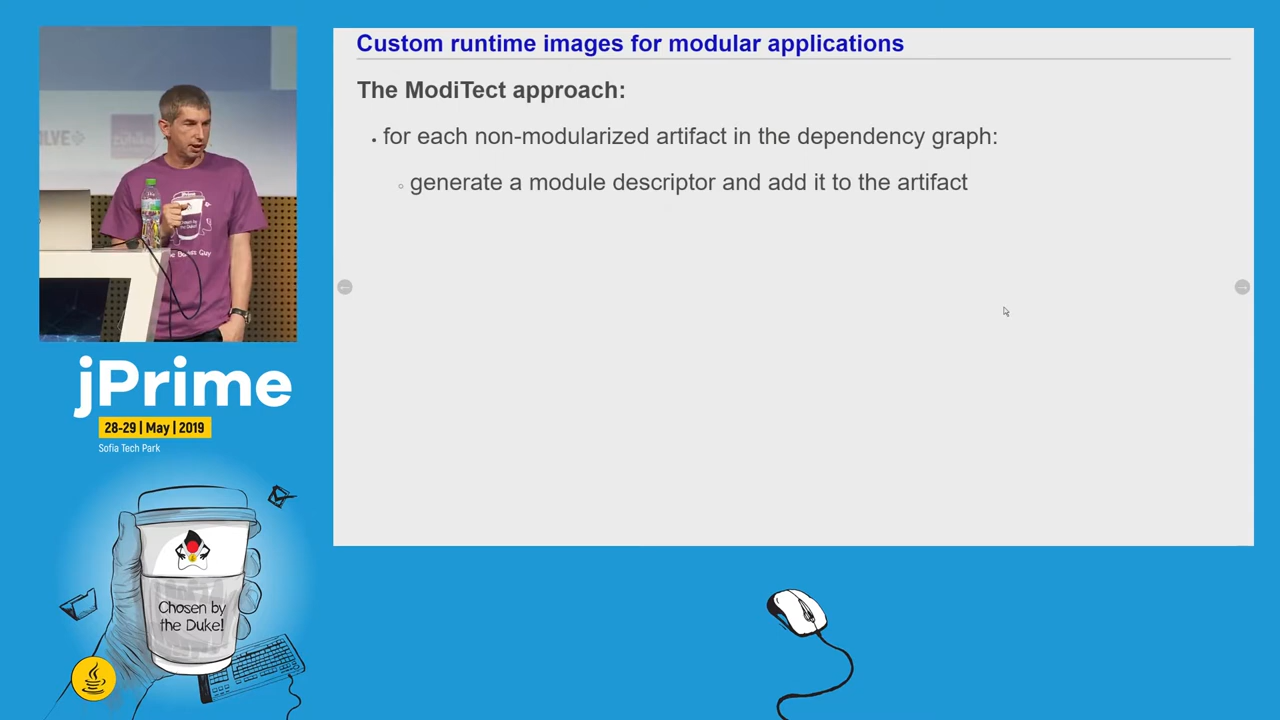 Custom runtime images for modular applications
The ModiTect approach:
• for each non-modularized artifact in the dependency graph:
○ generate a module descriptor and add it to the artifact
←
→
jPrime
28-29 | May | 2019
Sofia Tech Park
Chosen by
the Duke!